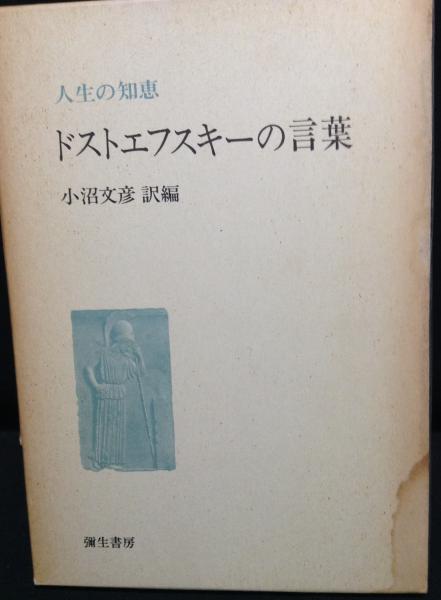 人生の知恵
ドストエフスキーの言葉
小沼文彦 訳編
彌生書房